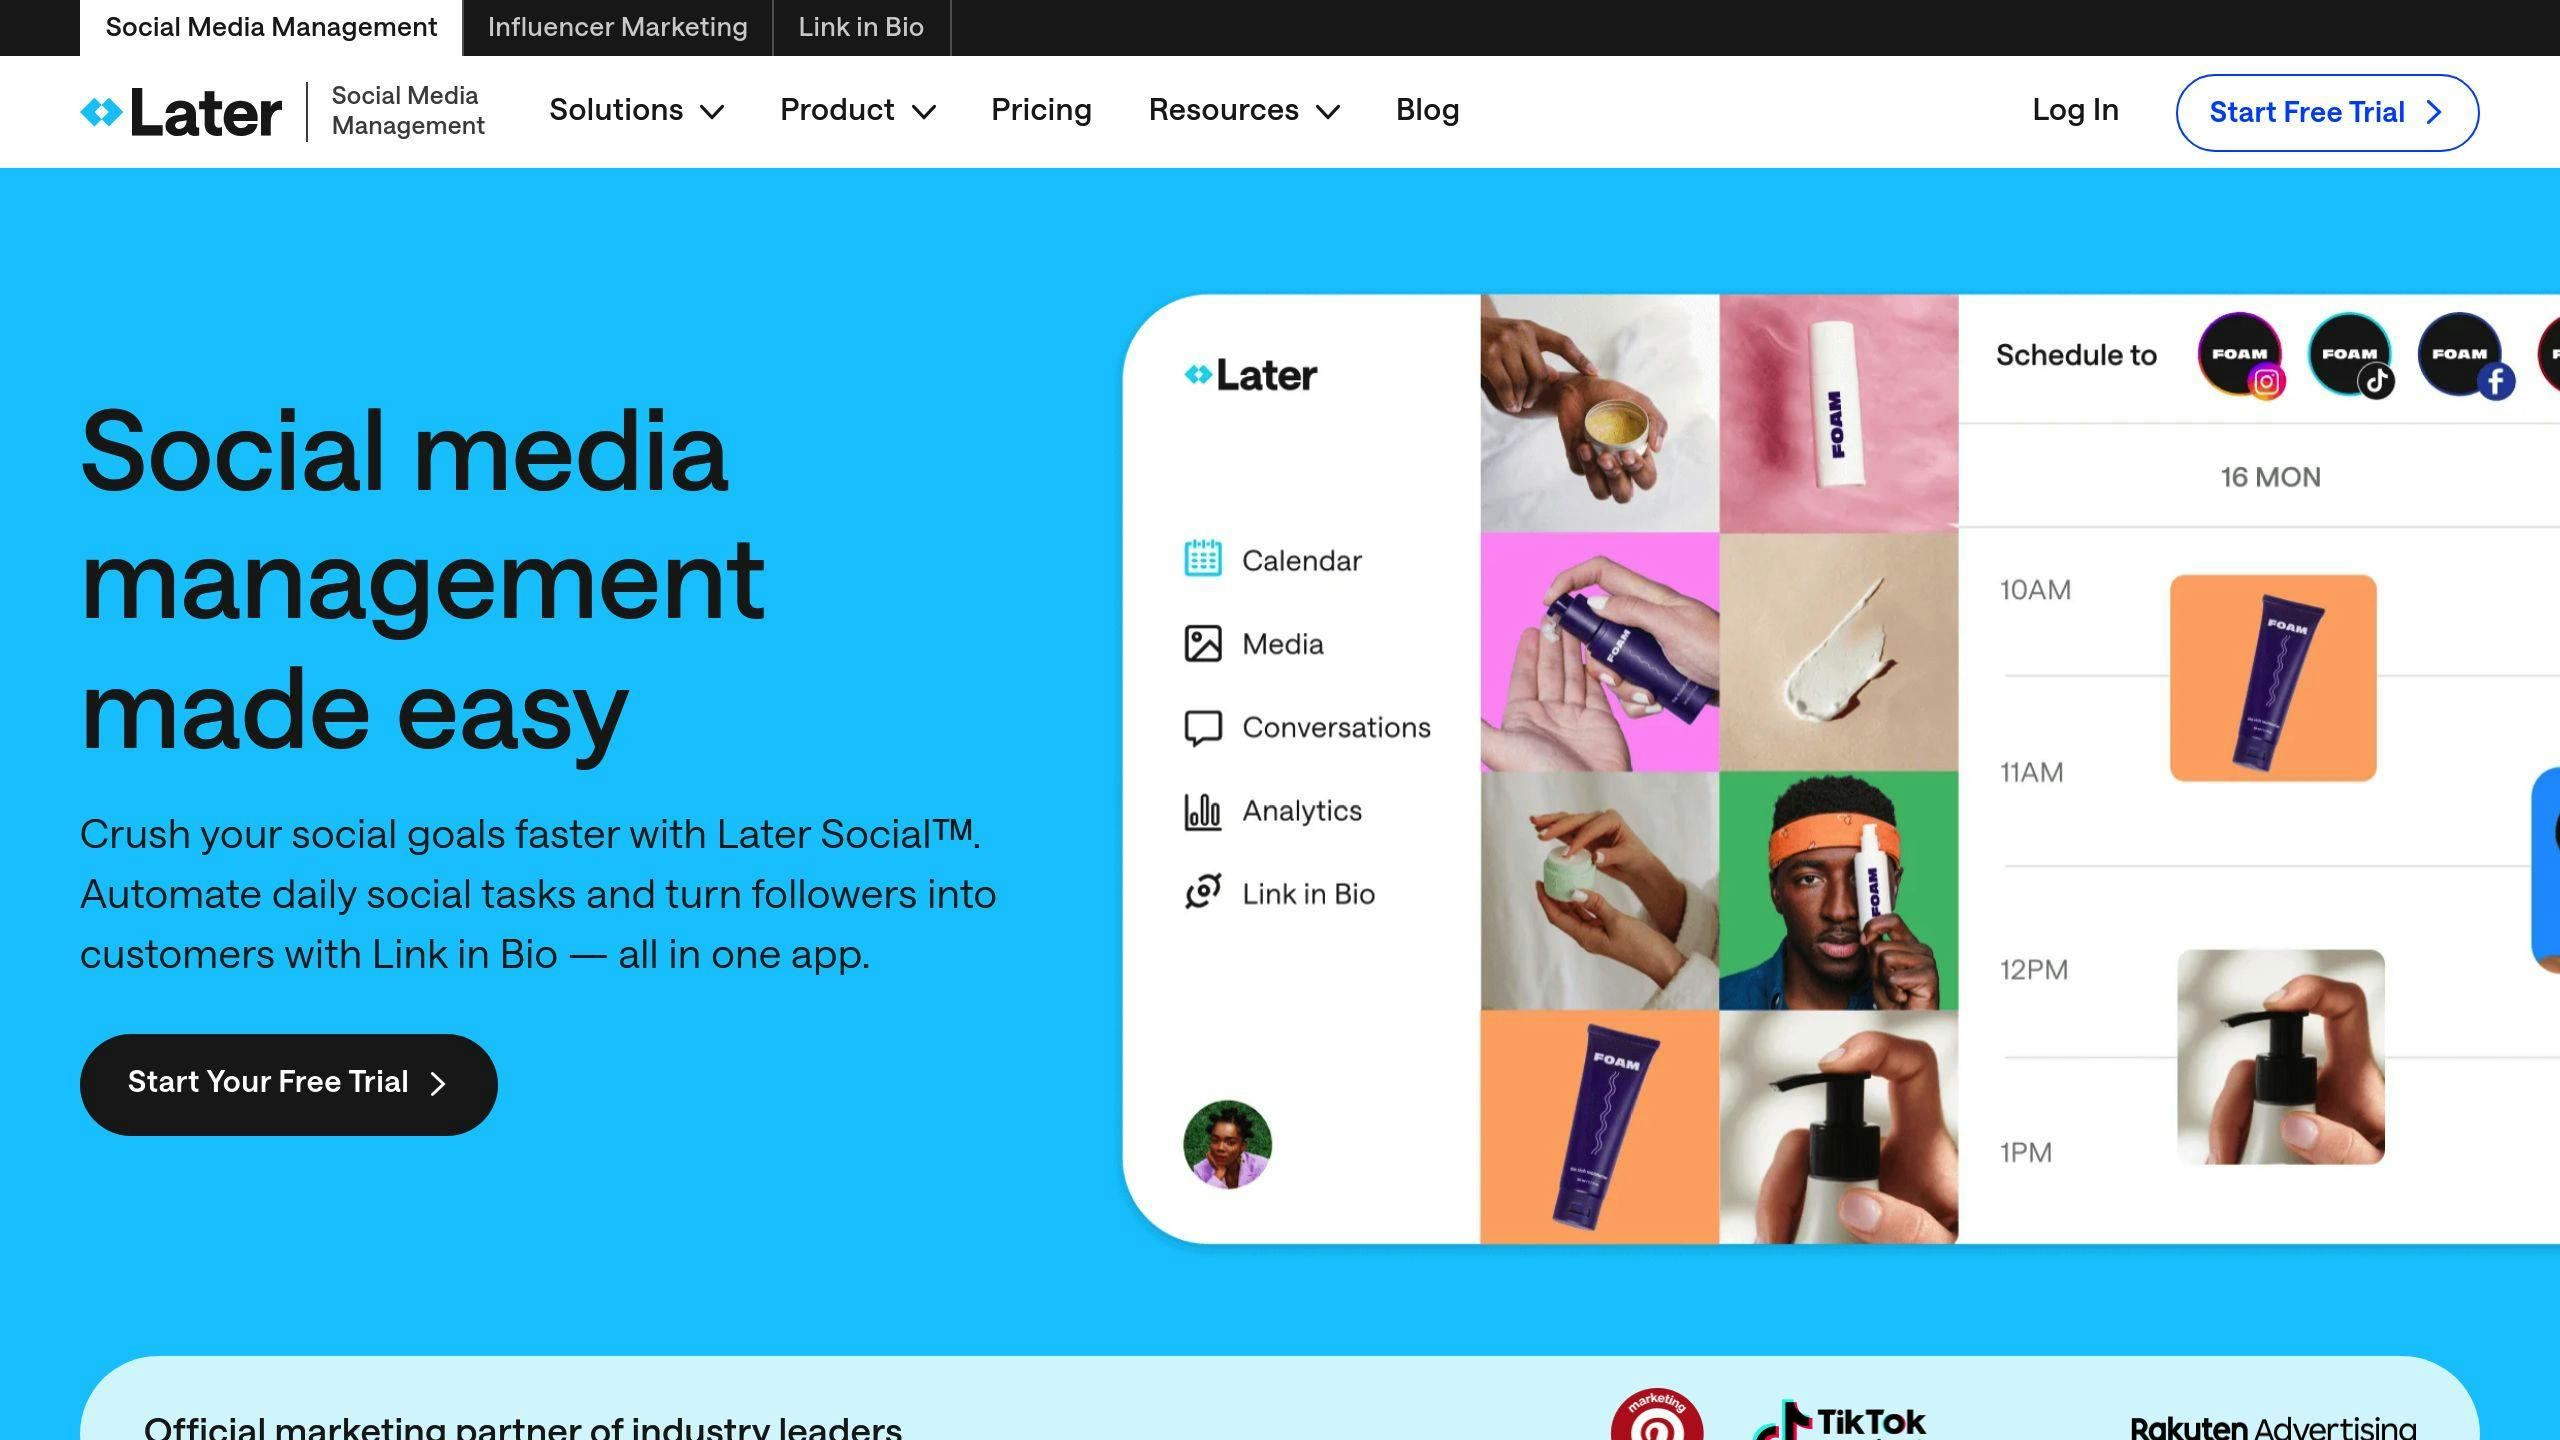 Social Media Management
Influencer Marketing
Link in Bio
Later
Social Media
Management
Solutions
Product
Pricing
Resources
Blog
Log In
Start Free Trial
Social media
management
made easy
Crush your social goals faster with Later Social™.
Automate daily social tasks and turn followers into
customers with Link in Bio — all in one app.
Start Your Free Trial
Later
Calendar
Media
Conversations
Analytics
Link in Bio
FOAM
FOAM
FOAM
FOAM
Schedule to
FOAM
FOAM
FOAM
16 MON
10AM
FOAM
11AM
12PM
1PM
Official marketing partner of industry leaders
marketing
TikTok
Rakuten Advertising